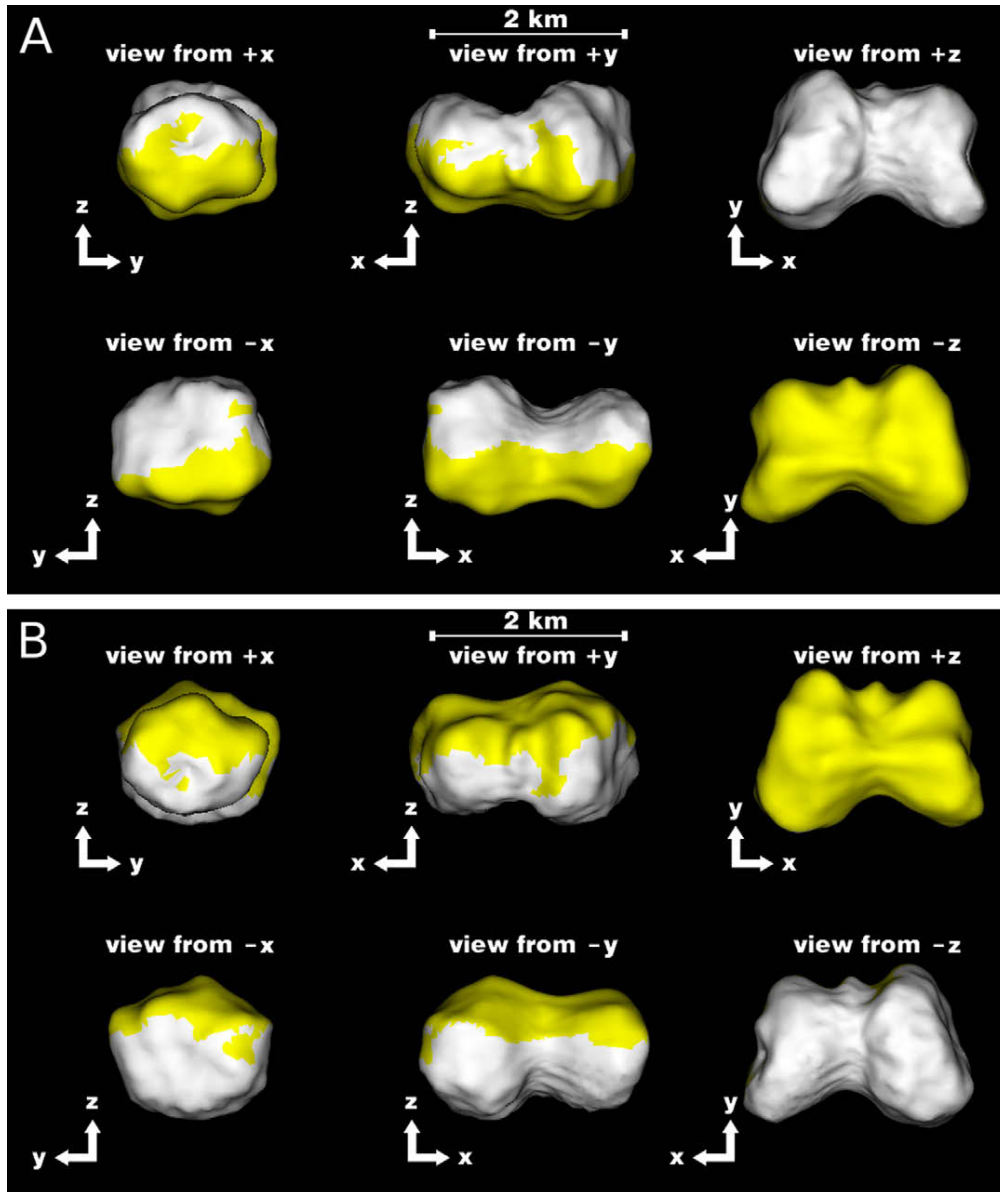 A
2 km
view from +x view from +y view from +z
z z y
y x x
view from −x view from −y view from −z
z z y
y x x
B
2 km
view from +x view from +y view from +z
z z y
y x x
view from −x view from −y view from −z
z z y
y x x